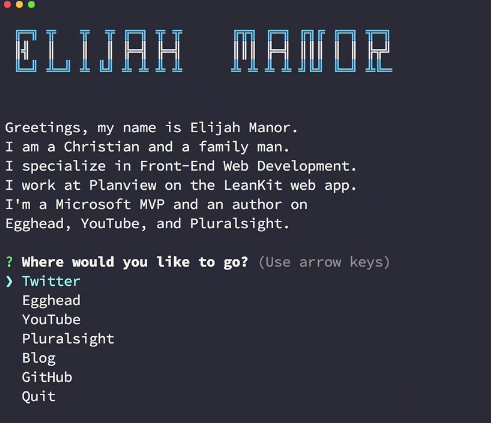 ELIJAH MANOR
Greetings, my name is Elijah Manor.
I am a Christian and a family man.
I specialize in Front-End Web Development.
I work at Planview on the LeanKit web app.
I'm a Microsoft MVP and an author on
Egghead, YouTube, and Pluralsight.
? Where would you like to go? (Use arrow keys)
❯ Twitter
Egghead
YouTube
Pluralsight
Blog
GitHub
Quit